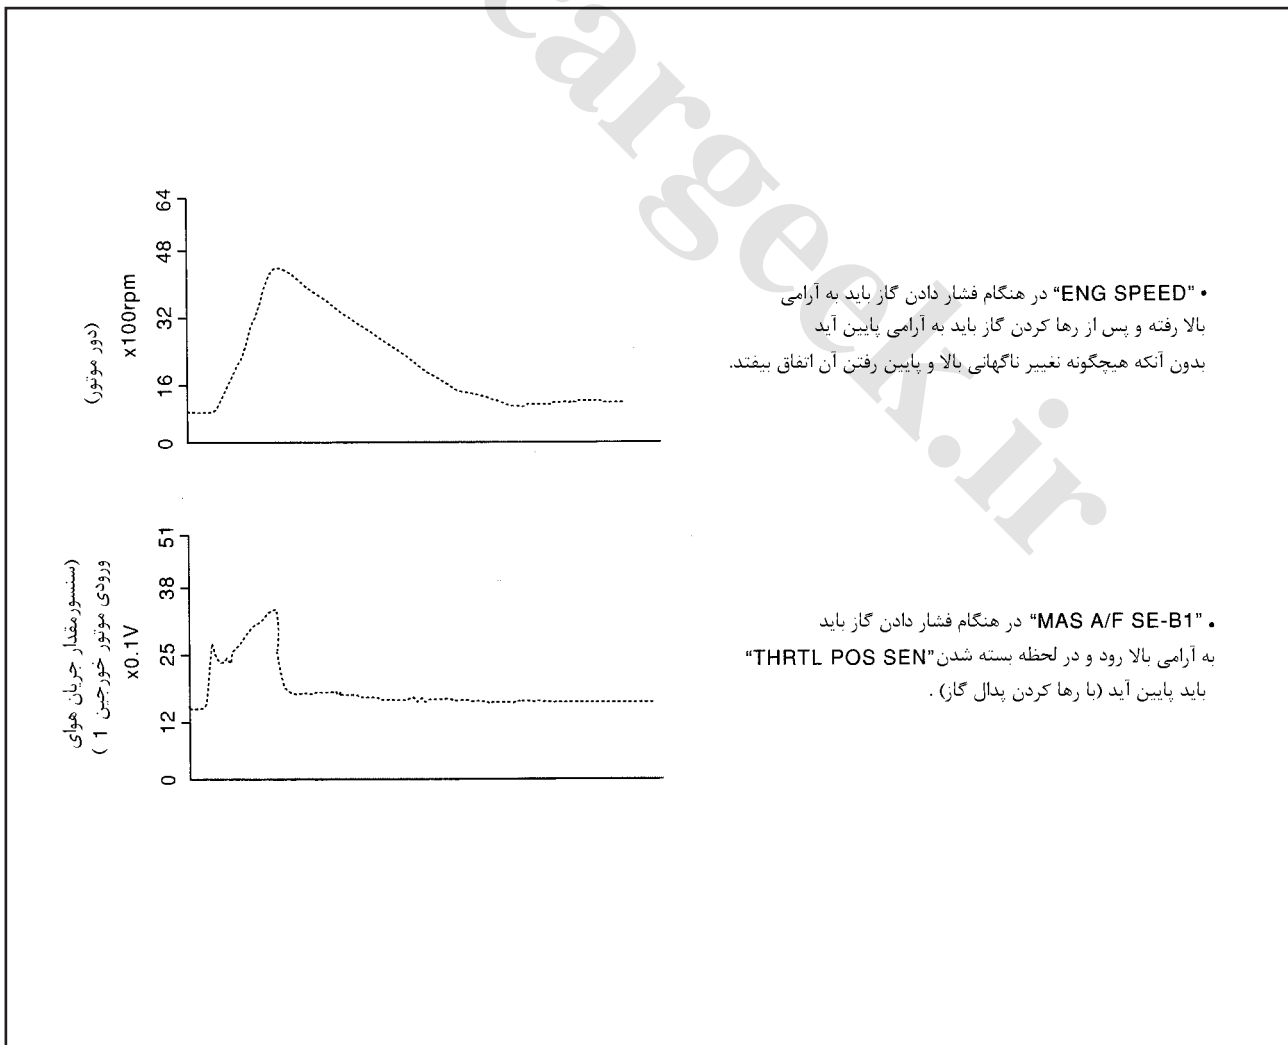 cargeek.ir
64
48
32
16
0
x100rpm
(دور موتور)
• "ENG SPEED" در هنگام فشار دادن گاز باید به آرامی
بالا رفته و پس از رها کردن گاز باید به آرامی پایین آید
بدون آنکه هیچگونه تغییر ناگهانی بالا و پایین رفتن آن اتفاق بیفتد.
51
38
25
12
0
x0.1V
(سنسورمقدار جریان هوای
ورودی موتور خورجین 1 )
• "MAS A/F SE-B1" در هنگام فشار دادن گاز باید
به آرامی بالا رود و در لحظه بسته شدن"THRTL POS SEN"
باید پایین آید (با رها کردن پدال گاز) .